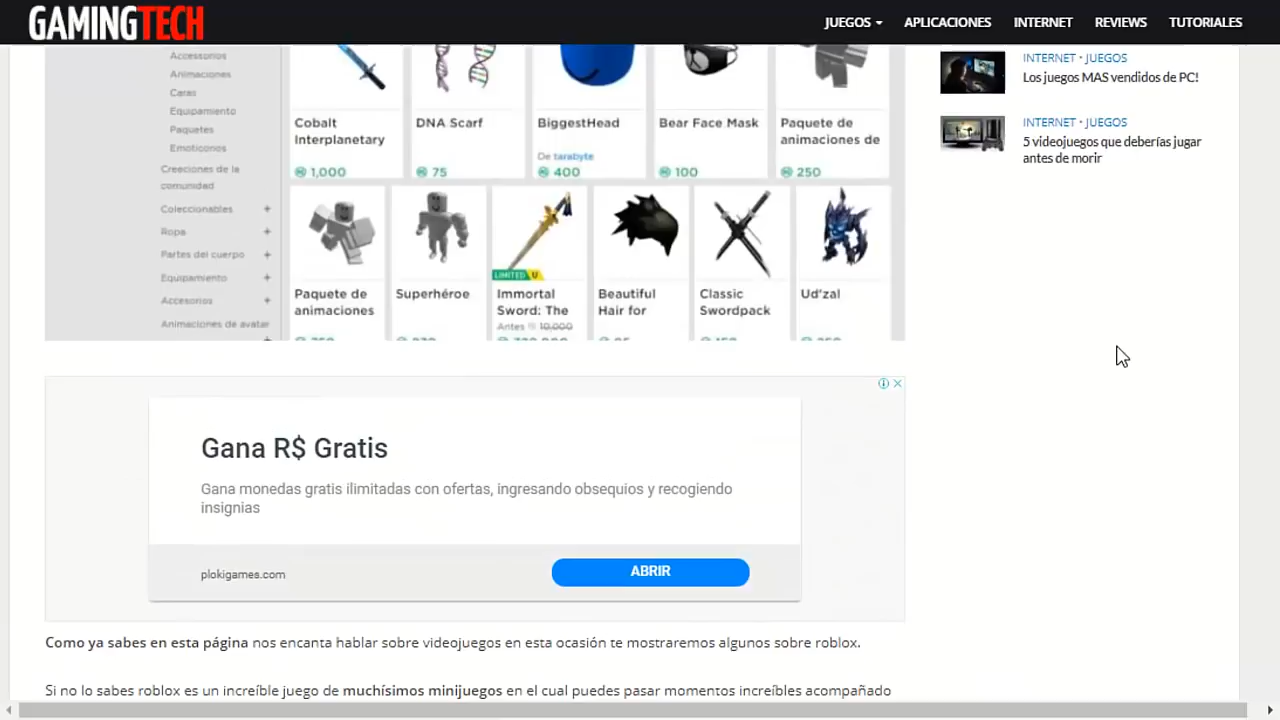 GAMINGTECH
JUEGOS APLICACIONES INTERNET REVIEWS TUTORIALES
Accessorios
Animaciones
Caras
Equipamiento
Paquetes
Emoticonos
Creeciones de la
comunidad
Coleccionables +
Ropa +
Partes del cuerpo +
Equipamiento +
Accesorios +
Animaciones de avatar
Cobalt
Interplanetary
1,000
DNA Scarf
75
BiggestHead
De tarabyte
400
Bear Face Mask
100
Paquete de
animaciones de
250
Paquete de
animaciones
Superhéroe
LIMITED U
Immortal
Sword: The
Antes 10,000
Beautiful
Hair for
Classic
Swordpack
Ud'zal
INTERNET • JUEGOS
Los juegos MAS vendidos de PC!
INTERNET • JUEGOS
5 videojuegos que deberías jugar
antes de morir
Gana R$ Gratis
Gana monedas gratis ilimitadas con ofertas, ingresando obsequios y recogiendo
insignias
plokigames.com
ABRIR
Como ya sabes en esta página nos encanta hablar sobre videojuegos en esta ocasión te mostraremos algunos sobre roblox.
Si no lo sabes roblox es un increíble juego de muchísimos minijuegos en el cual puedes pasar momentos increíbles acompañado